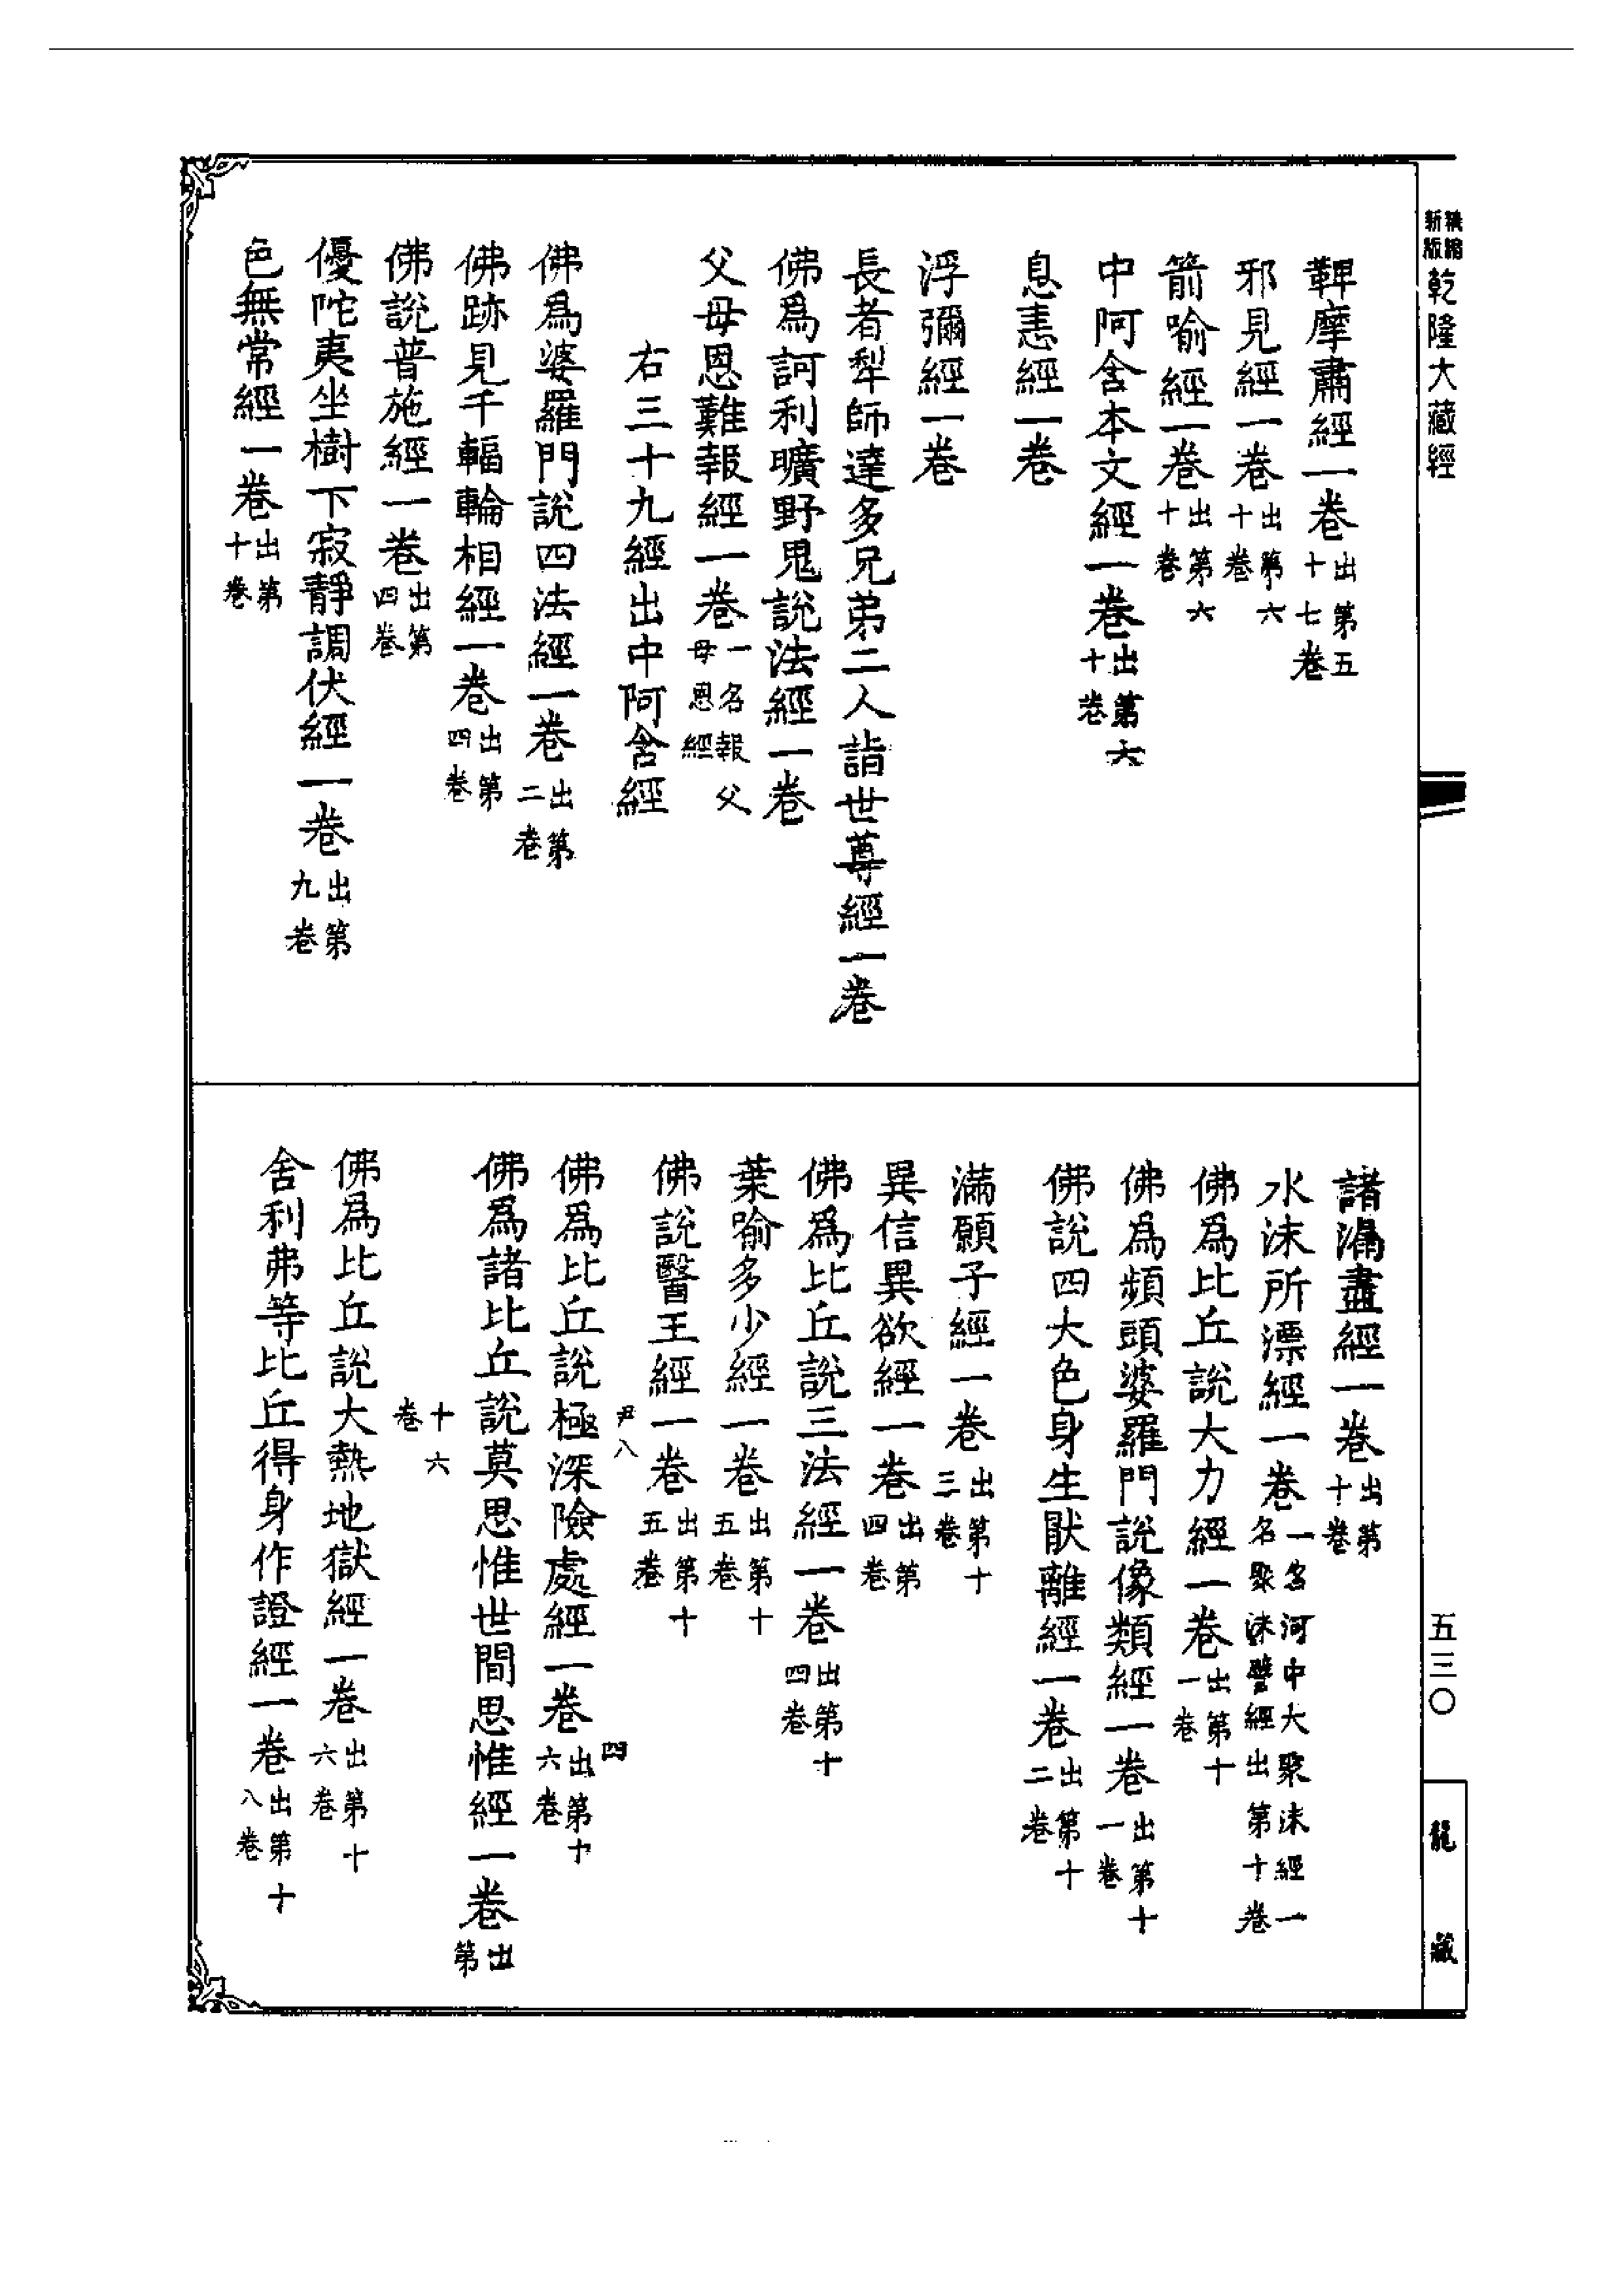 新版精縮乾隆大藏經
鞞摩肅經一卷出第五十七卷
邪見經一卷出第六十卷
箭喻經一卷出第六十卷
中阿含本文經一卷出第六十卷
息恚經一卷
浮彌經一卷
長者犁師達多兄弟二人詣世尊經一卷
佛爲訶利曠野鬼說法經一卷
父母恩難報經一卷一名報父母恩經
右三十九經出中阿含經
佛爲婆羅門說四法經一卷出第二卷
佛跡見千輻輪相經一卷出第四卷
佛說普施經一卷出第四卷
優陀夷坐樹下寂靜調伏經一卷出第九卷
色無常經一卷出第十卷
諸漏盡經一卷出第十卷
水沫所漂經一卷一名河中大聚沫經一名聚沫譬經出第十卷
佛爲比丘說大力經一卷出第十一卷
佛爲頻頭婆羅門說像類經一卷出第十一卷
佛說四大色身生猒離經一卷出第十二卷
滿願子經一卷出第十三卷
異信異欲經一卷出第四卷
佛爲比丘說三法經一卷出第十四卷
葉喻多少經一卷出第十五卷
佛說醫王經一卷出第十五卷
尹八 四
佛爲比丘說極深險處經一卷出第十六卷
佛爲諸比丘說莫思惟世間思惟經一卷出第
十六卷
佛爲比丘說大熱地獄經一卷出第十六卷
舍利弗等比丘得身作證經一卷出第十八卷
五三〇
龍藏